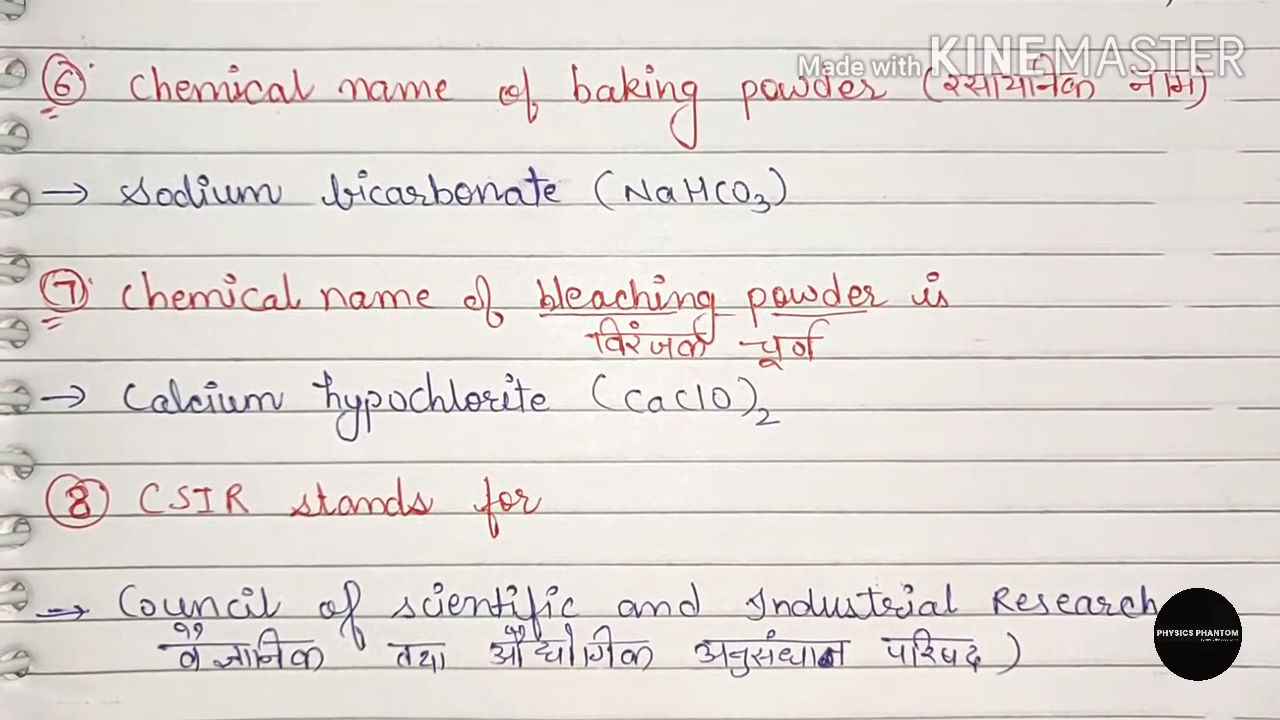 Made with KINEMASTER
6 Chemical name of baking powder (रसायनिक नाम)
→ Sodium bicarbonate (NaHCO3)
7 Chemical name of bleaching powder is
विरंजक चूर्ण
→ Calcium hypochlorite (CaClO)2
8 CSIR stands for
→ Council of scientific and Industrial Research
वैज्ञानिक तथा औद्योगिक अनुसंधान परिषद)
PHYSICS PHANTOM